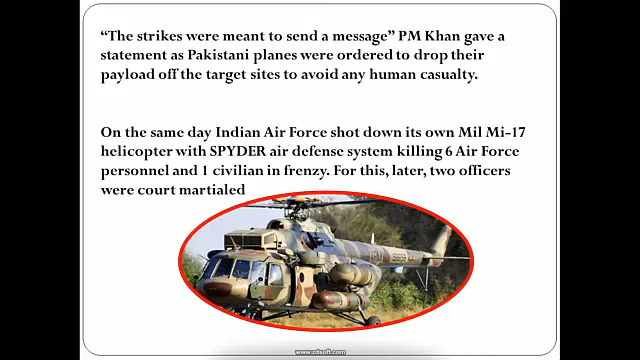 “The strikes were meant to send a message” PM Khan gave a
statement as Pakistani planes were ordered to drop their
payload off the target sites to avoid any human casualty.
On the same day Indian Air Force shot down its own Mil Mi-17
helicopter with SPYDER air defense system killing 6 Air Force
personnel and 1 civilian in frenzy. For this, later, two officers
were court martialed
www.zdsoft.com